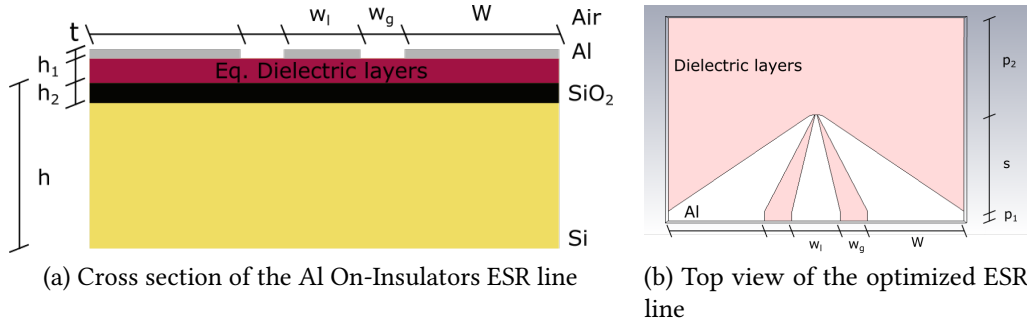 w_l w_g W Air
t Al
h_1 Eq. Dielectric layers
h_2 SiO_2
h
Si
(a) Cross section of the Al On-Insulators ESR line
Dielectric layers p_2
s
Al p_1
w_l w_g W
(b) Top view of the optimized ESR
line